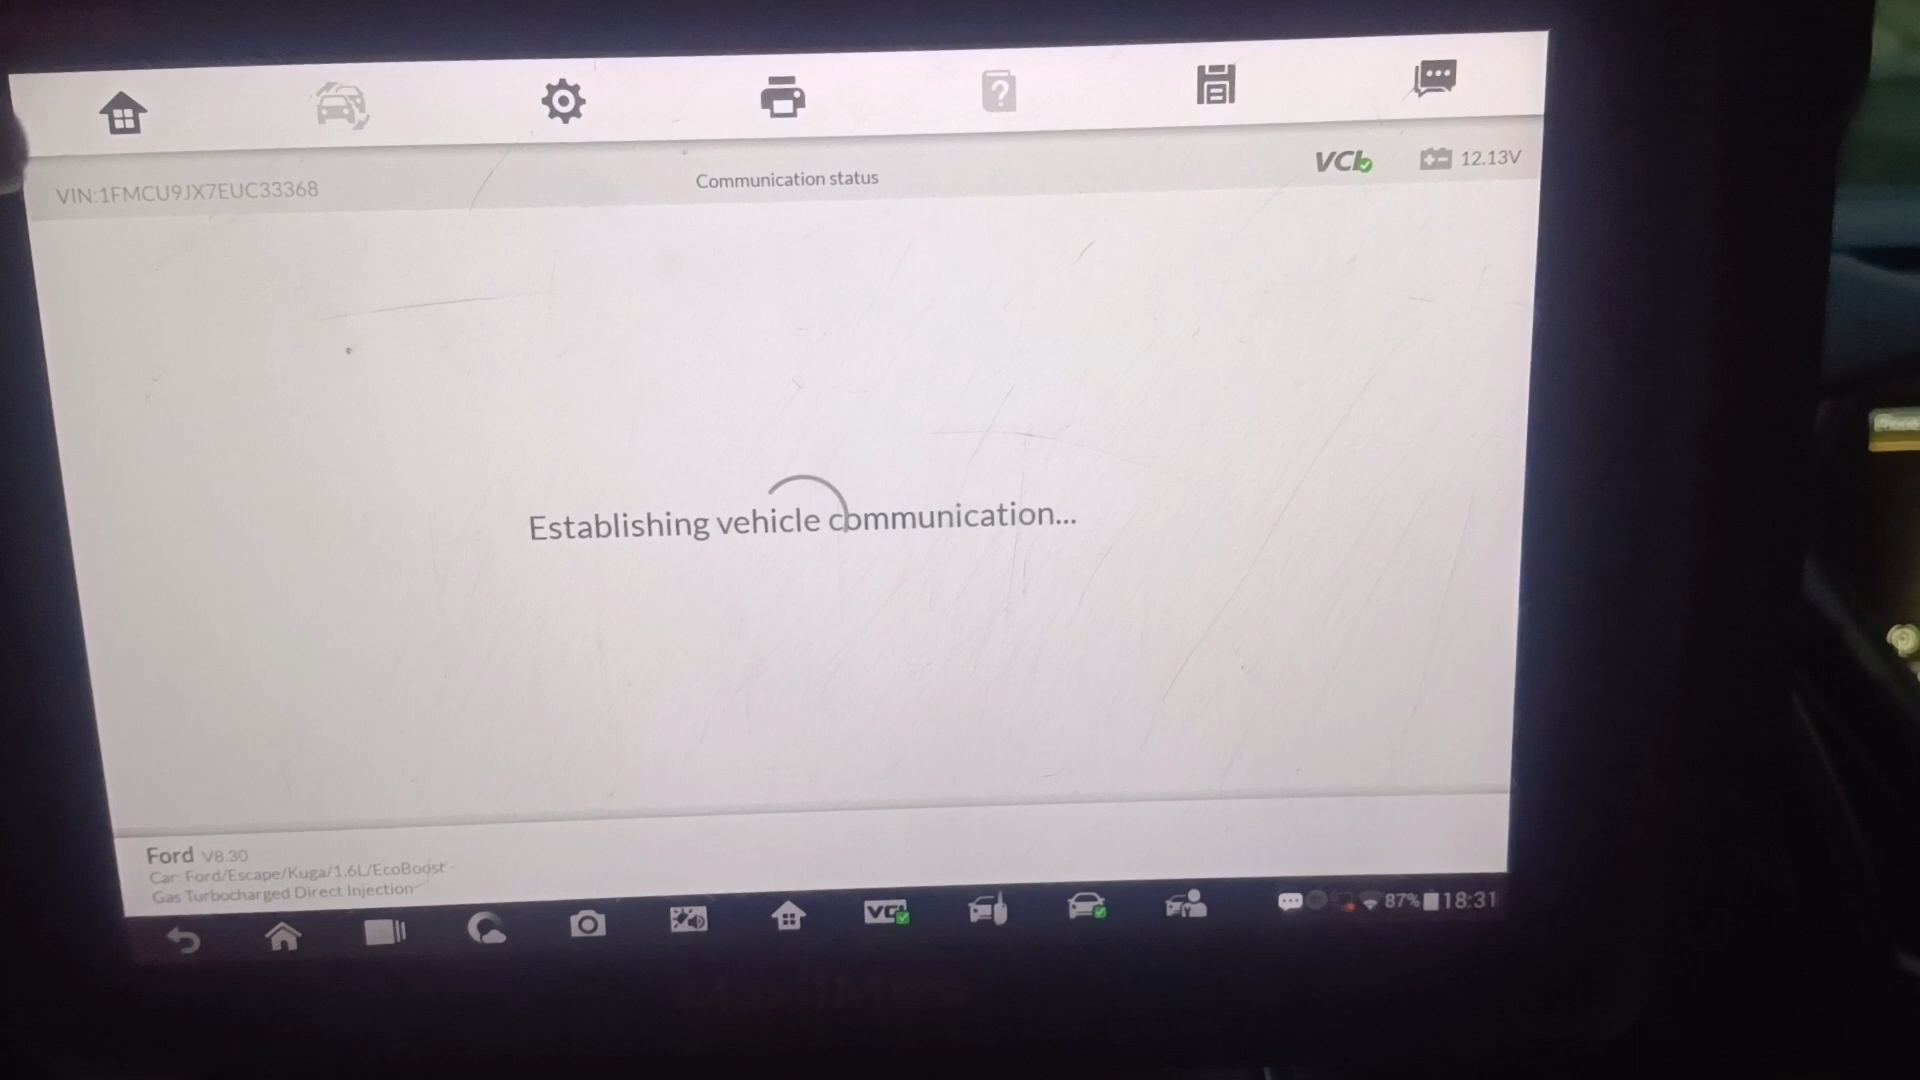 VIN:1FMCU9JX7EUC33368
Communication status
VCI
12.13V
Establishing vehicle communication...
Ford V8.30
Car: Ford/Escape/Kuga/1.6L/EcoBoost -
Gas Turbocharged Direct Injection
VCI
87% 18:31